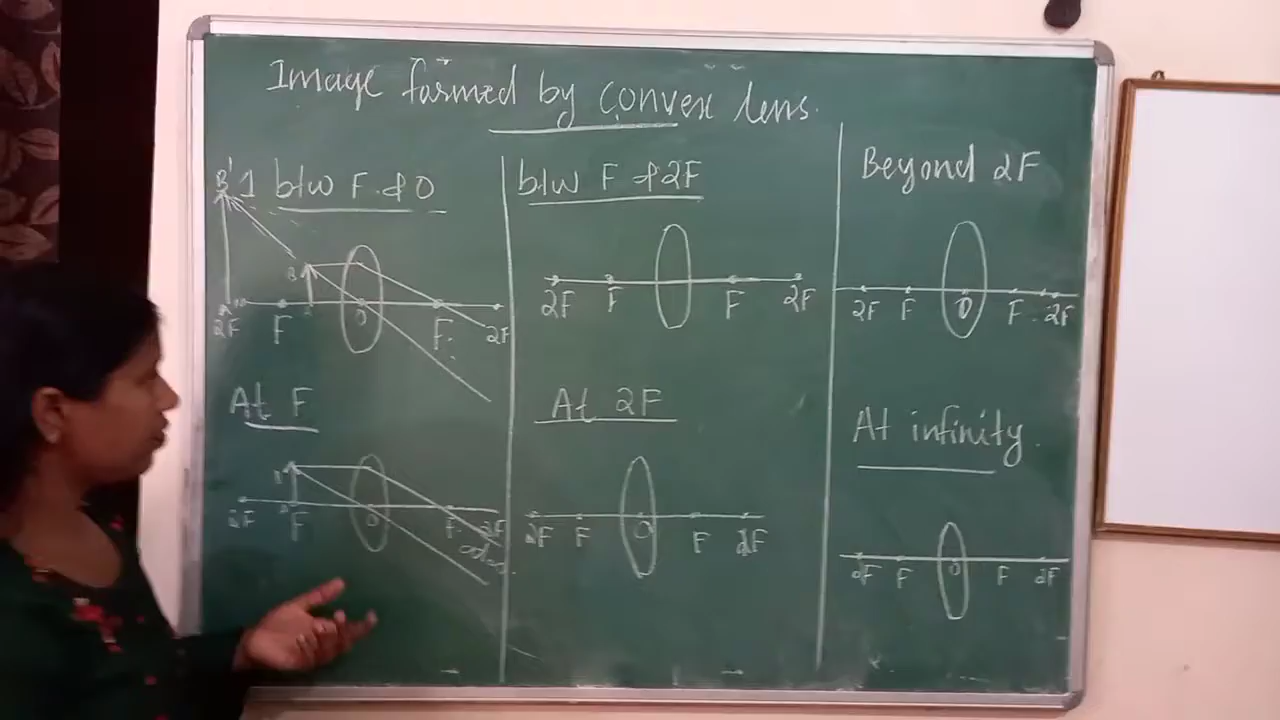 Image formed by convex lens.
B' 1 b/w F & O
B
O
2F F F 2F
At F
O
2F F F 2F
b/w F & 2F
2F F F 2F
At 2F
O
2F F F 2F
Beyond 2F
O
2F F F 2F
At infinity.
O
2F F F 2F